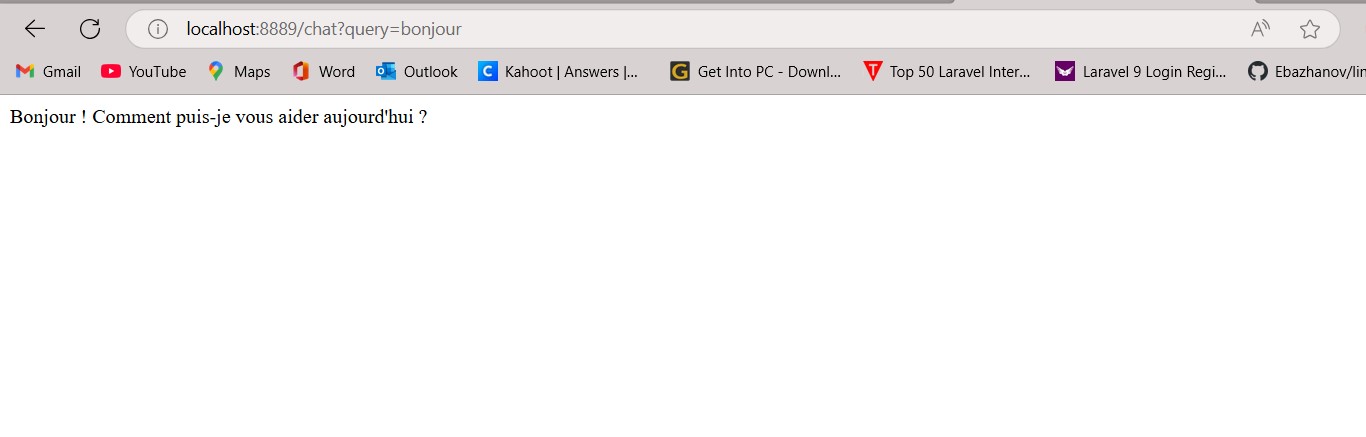 localhost:8889/chat?query=bonjour
Gmail YouTube Maps Word Outlook Kahoot | Answers |... Get Into PC - Downl... Top 50 Laravel Inter... Laravel 9 Login Regi... Ebazhanov/lin
Bonjour ! Comment puis-je vous aider aujourd'hui ?